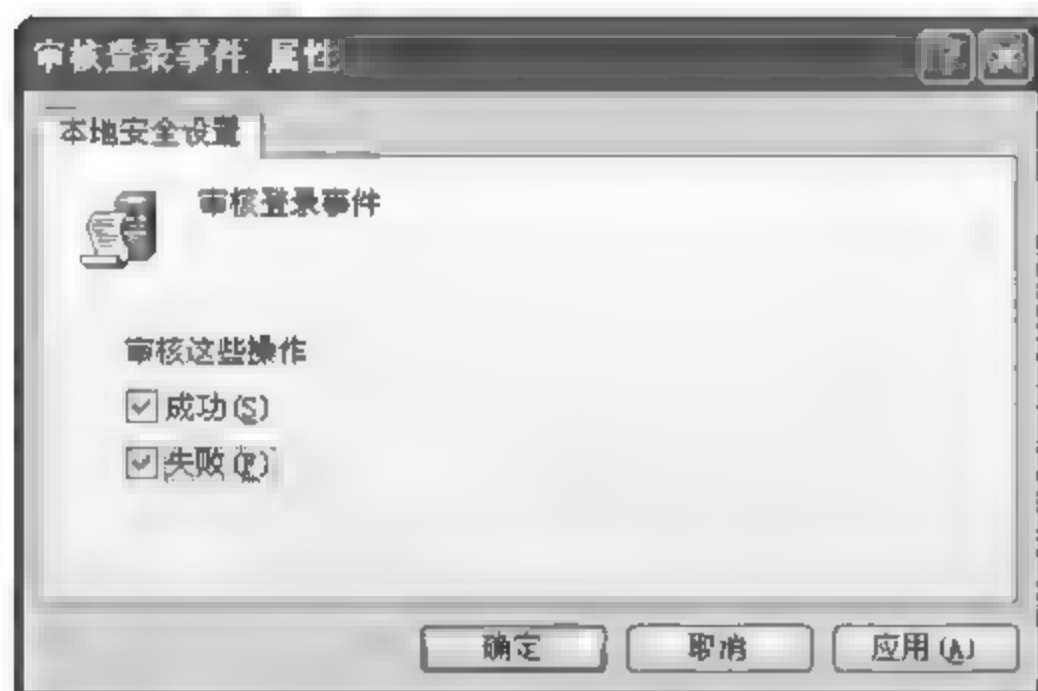 审核登录事件 属性
本地安全设置
审核登录事件
审核这些操作
成功(S)
失败(F)
确定
取消
应用(A)